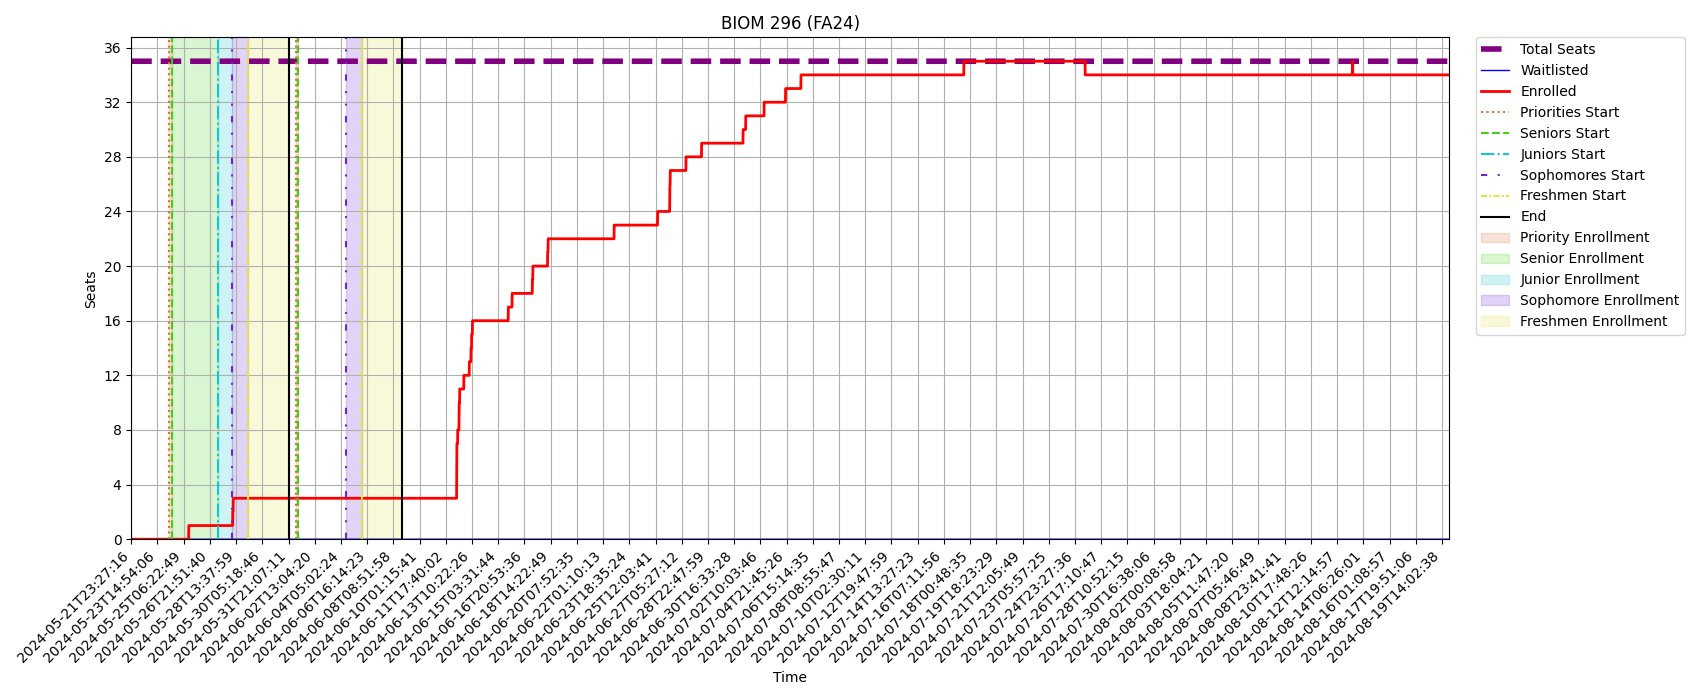 BIOM 296 (FA24)
Seats
36
32
28
24
20
16
12
8
4
0
2024-05-21T23:27:16
2024-05-23T14:54:06
2024-05-25T06:22:49
2024-05-26T21:51:40
2024-05-28T13:37:59
2024-05-30T05:18:46
2024-05-31T21:07:11
2024-06-02T13:04:20
2024-06-04T05:02:24
2024-06-06T16:14:23
2024-06-08T08:51:58
2024-06-10T01:15:41
2024-06-11T17:40:02
2024-06-13T10:22:26
2024-06-15T03:31:44
2024-06-16T20:53:36
2024-06-18T14:22:49
2024-06-20T07:52:35
2024-06-22T01:10:13
2024-06-23T18:35:24
2024-06-25T12:03:41
2024-06-27T05:27:12
2024-06-28T22:47:59
2024-06-30T16:33:28
2024-07-02T10:03:46
2024-07-04T21:45:26
2024-07-06T15:14:35
2024-07-08T08:55:47
2024-07-10T02:30:11
2024-07-12T19:47:59
2024-07-14T13:27:23
2024-07-16T07:11:56
2024-07-18T00:48:35
2024-07-19T18:23:29
2024-07-21T12:05:49
2024-07-23T05:57:25
2024-07-24T23:27:36
2024-07-26T17:10:47
2024-07-28T10:52:15
2024-07-30T16:38:06
2024-08-02T00:08:58
2024-08-03T18:04:21
2024-08-05T11:47:20
2024-08-07T05:46:49
2024-08-08T23:41:41
2024-08-10T17:48:26
2024-08-12T12:14:57
2024-08-14T06:26:01
2024-08-16T01:08:57
2024-08-17T19:51:06
2024-08-19T14:02:38
Time
Total Seats
Waitlisted
Enrolled
Priorities Start
Seniors Start
Juniors Start
Sophomores Start
Freshmen Start
End
Priority Enrollment
Senior Enrollment
Junior Enrollment
Sophomore Enrollment
Freshmen Enrollment